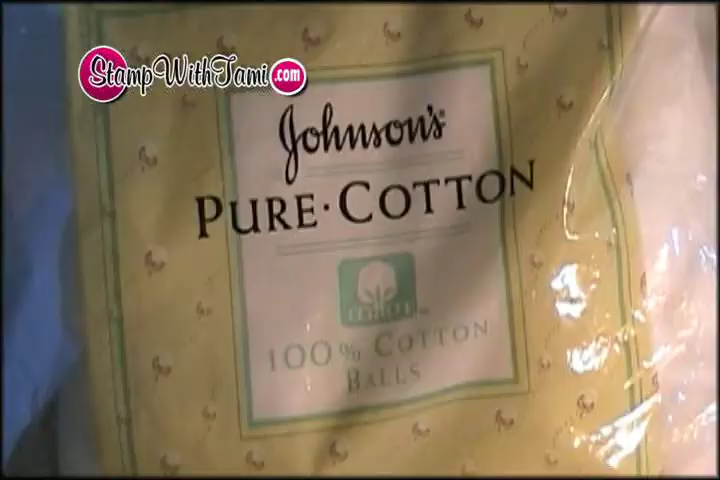 StampWithTami.com
Johnson's
PURE·COTTON
100% COTTON
BALLS